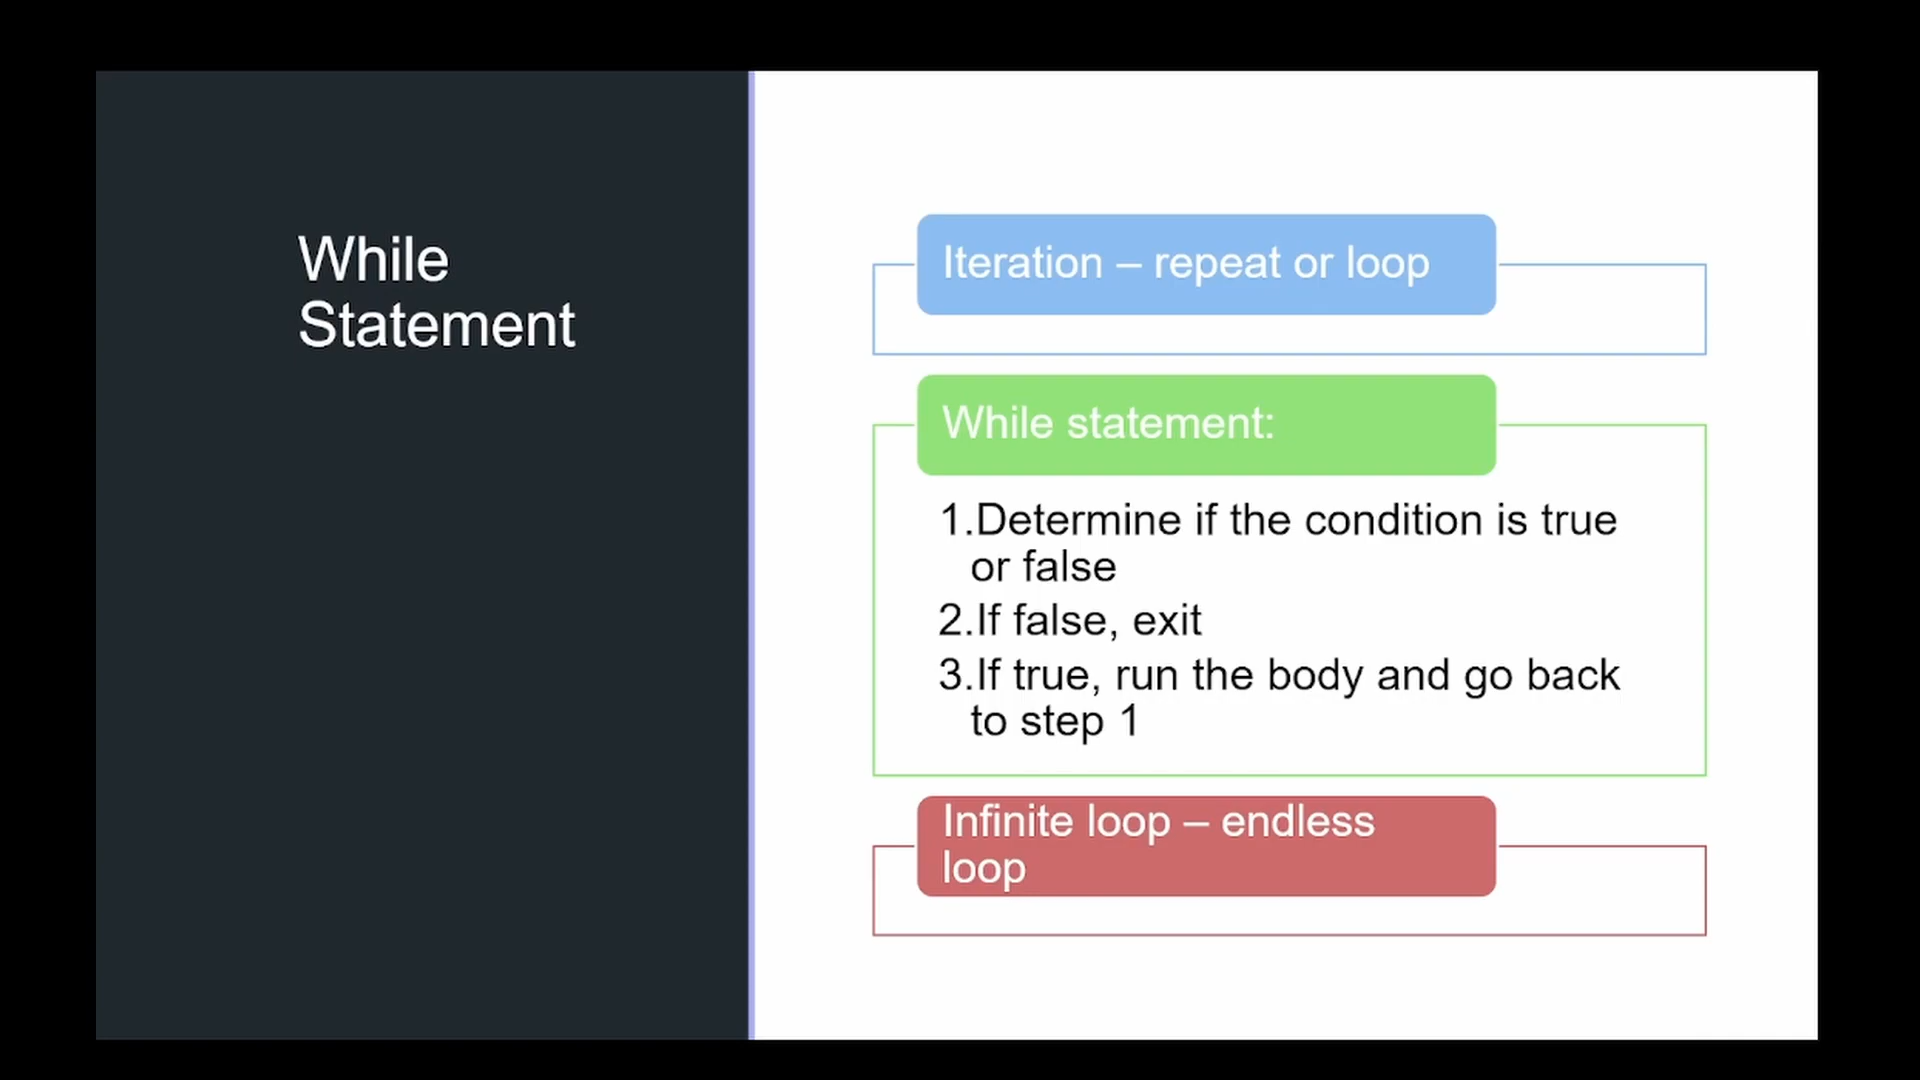 While
Statement
Iteration – repeat or loop
While statement:
1.Determine if the condition is true
or false
2.If false, exit
3.If true, run the body and go back
to step 1
Infinite loop – endless
loop